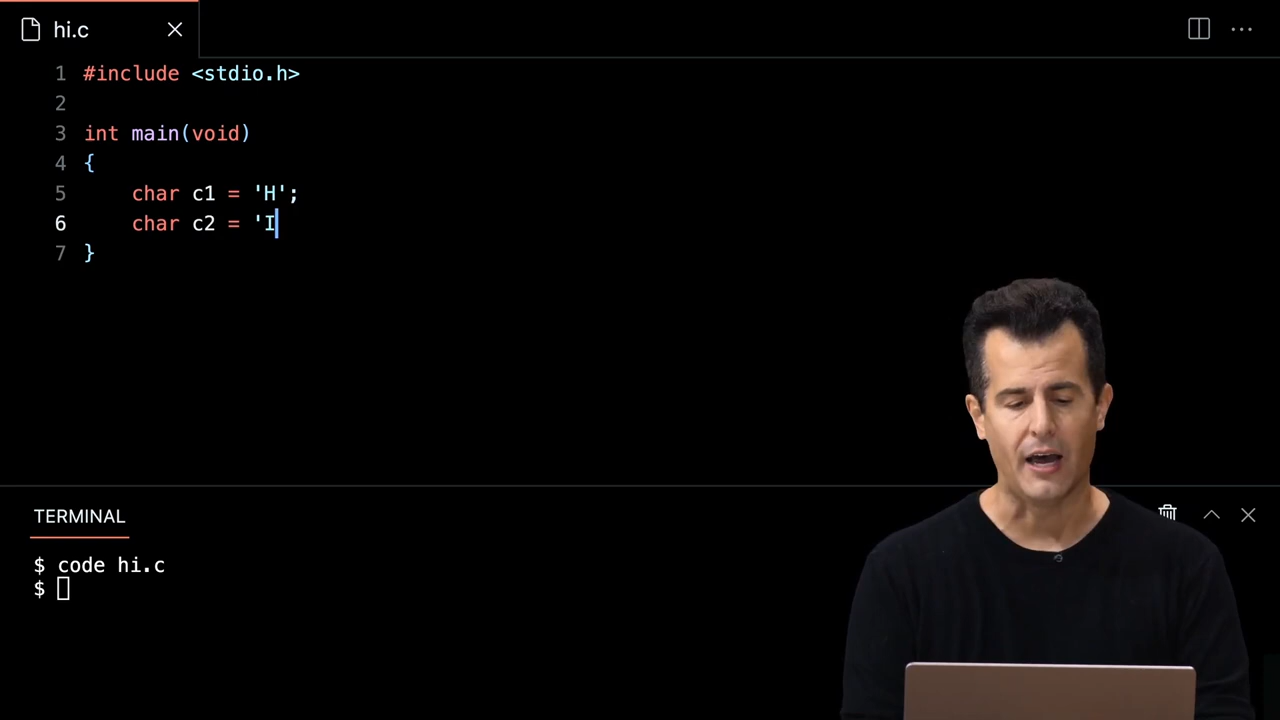 hi.c
1 #include <stdio.h>
2
3 int main(void)
4 {
5     char c1 = 'H';
6     char c2 = 'I
7 }
TERMINAL
$ code hi.c
$